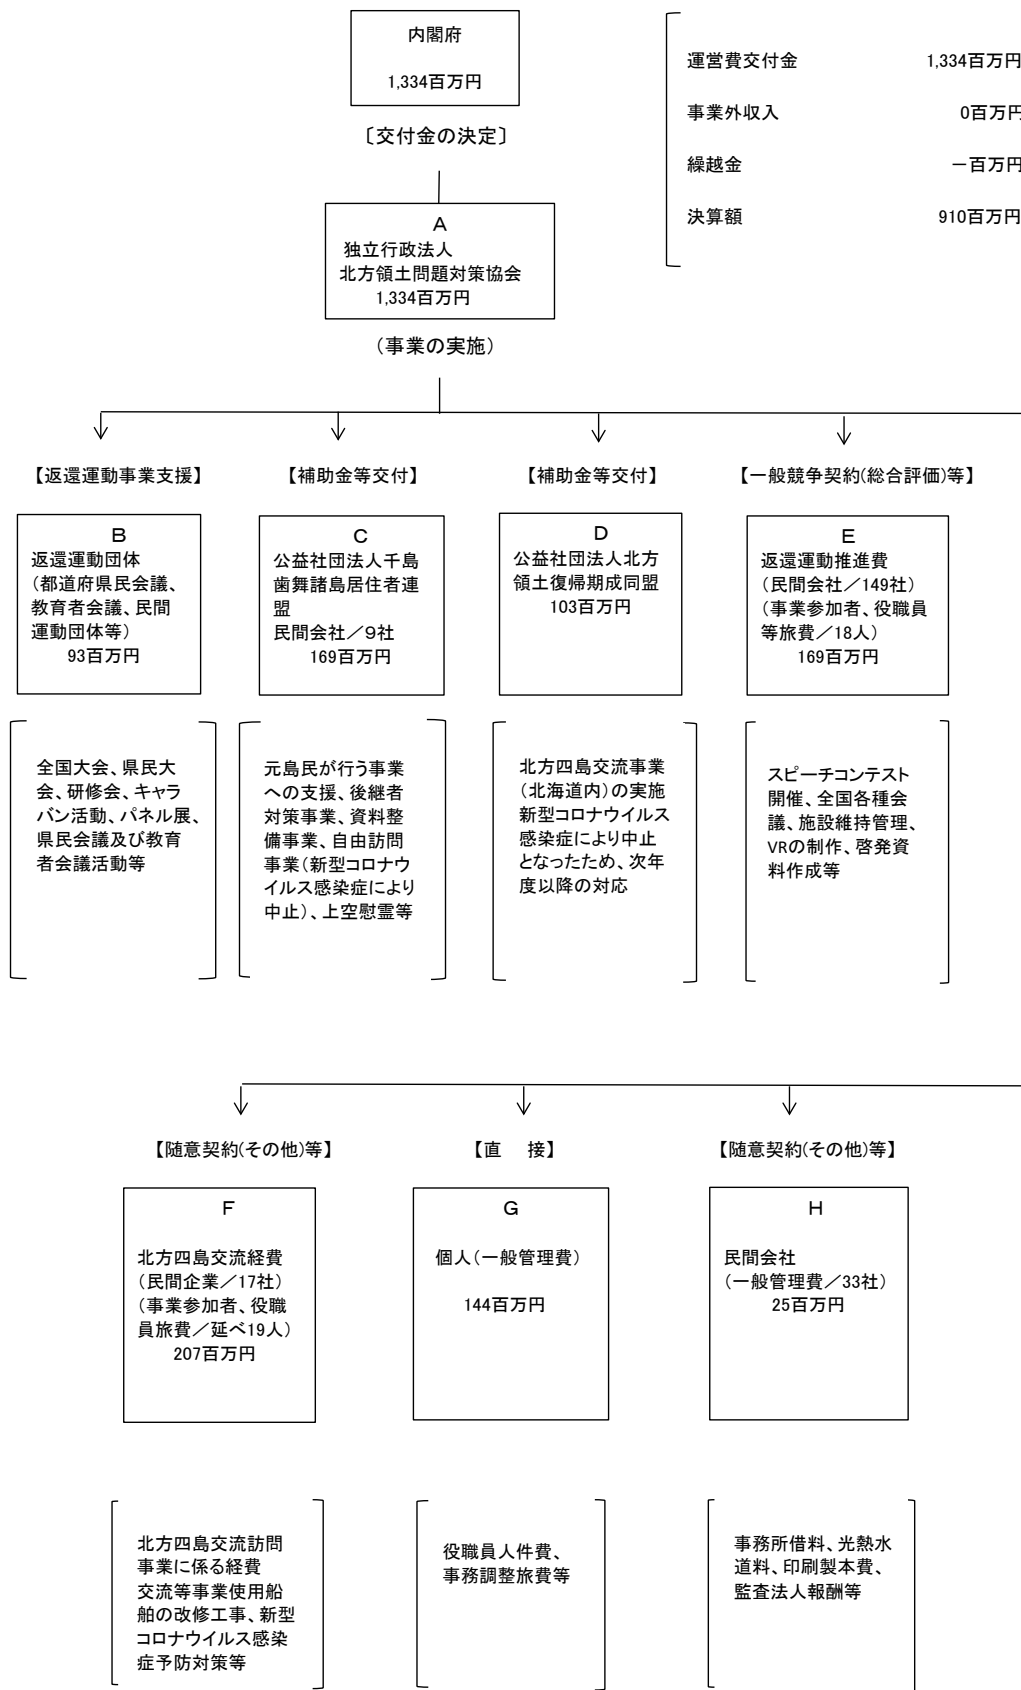 内閣府
1,334百万円
〔交付金の決定〕
運営費交付金 1,334百万円
事業外収入 0百万円
繰越金 －百万円
決算額 910百万円
Ａ
独立行政法人
北方領土問題対策協会
1,334百万円
（事業の実施）
【返還運動事業支援】
Ｂ
返還運動団体
（都道府県民会議、
教育者会議、民間
運動団体等）
93百万円
全国大会、県民大
会、研修会、キャラ
バン活動、パネル展、
県民会議及び教育
者会議活動等
【補助金等交付】
Ｃ
公益社団法人千島
歯舞諸島居住者連
盟
民間会社／９社
169百万円
元島民が行う事業
への支援、後継者
対策事業、資料整
備事業、自由訪問
事業（新型コロナウ
イルス感染症により
中止）、上空慰霊等
【補助金等交付】
Ｄ
公益社団法人北方
領土復帰期成同盟
103百万円
北方四島交流事業
（北海道内）の実施
新型コロナウイルス
感染症により中止
となったため、次年
度以降の対応
【一般競争契約(総合評価)等】
Ｅ
返還運動推進費
（民間会社／149社）
（事業参加者、役職員
等旅費／18人）
169百万円
スピーチコンテスト
開催、全国各種会
議、施設維持管理、
VRの制作、啓発資
料作成等
【随意契約(その他)等】
Ｆ
北方四島交流経費
（民間企業／17社）
（事業参加者、役職
員旅費／延べ19人）
207百万円
北方四島交流訪問
事業に係る経費
交流等事業使用船
舶の改修工事、新型
コロナウイルス感染
症予防対策等
【直　接】
Ｇ
個人（一般管理費）
144百万円
役職員人件費、
事務調整旅費等
【随意契約(その他)等】
Ｈ
民間会社
（一般管理費／33社）
25百万円
事務所借料、光熱水
道料、印刷製本費、
監査法人報酬等